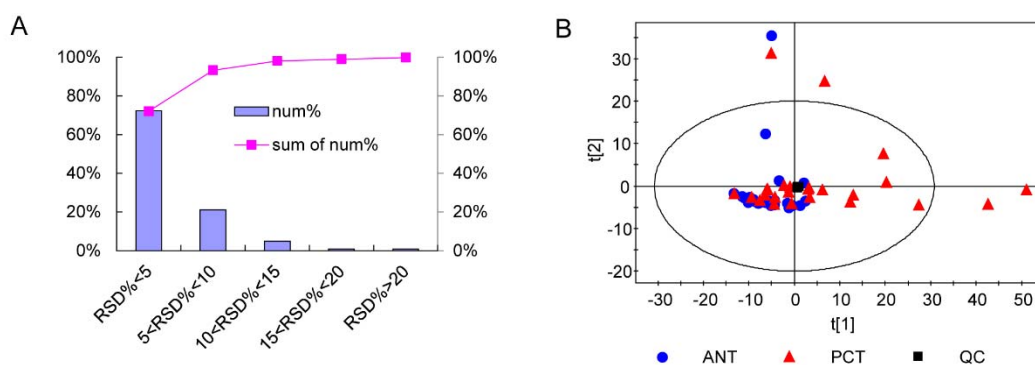 A
100%
80%
60%
40%
20%
0%
100%
80%
60%
40%
20%
0%
num%
sum of num%
RSD%<5
5<RSD%<10
10<RSD%<15
15<RSD%<20
RSD%>20
B
t[2]
30
20
10
0
-10
-20
-30 -20 -10 0 10 20 30 40 50
t[1]
ANT PCT QC